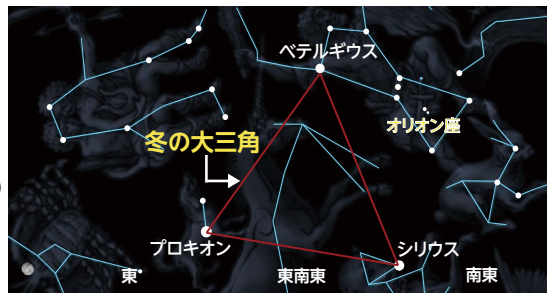 ベテルギウス
オリオン座
冬の大三角
プロキオン
シリウス
東
東南東
南東